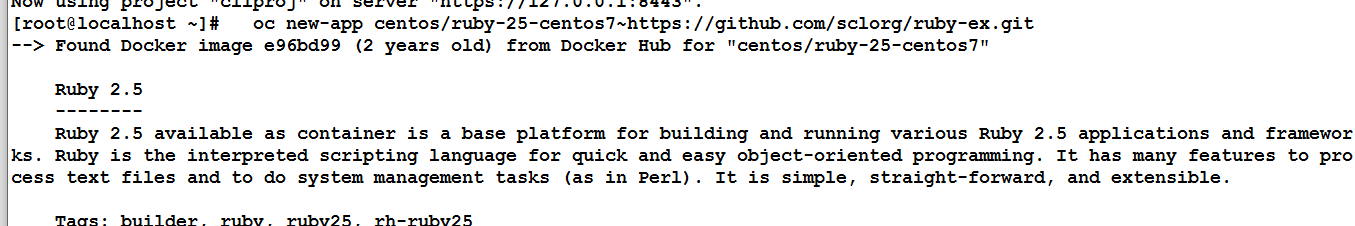 Now using project "cliproj" on server "https://127.0.0.1:8443".
[root@localhost ~]#   oc new-app centos/ruby-25-centos7~https://github.com/sclorg/ruby-ex.git
--> Found Docker image e96bd99 (2 years old) from Docker Hub for "centos/ruby-25-centos7"
Ruby 2.5
--------
Ruby 2.5 available as container is a base platform for building and running various Ruby 2.5 applications and framewor
ks. Ruby is the interpreted scripting language for quick and easy object-oriented programming. It has many features to pro
cess text files and to do system management tasks (as in Perl). It is simple, straight-forward, and extensible.
Tags: builder, ruby, ruby25, rh-ruby25